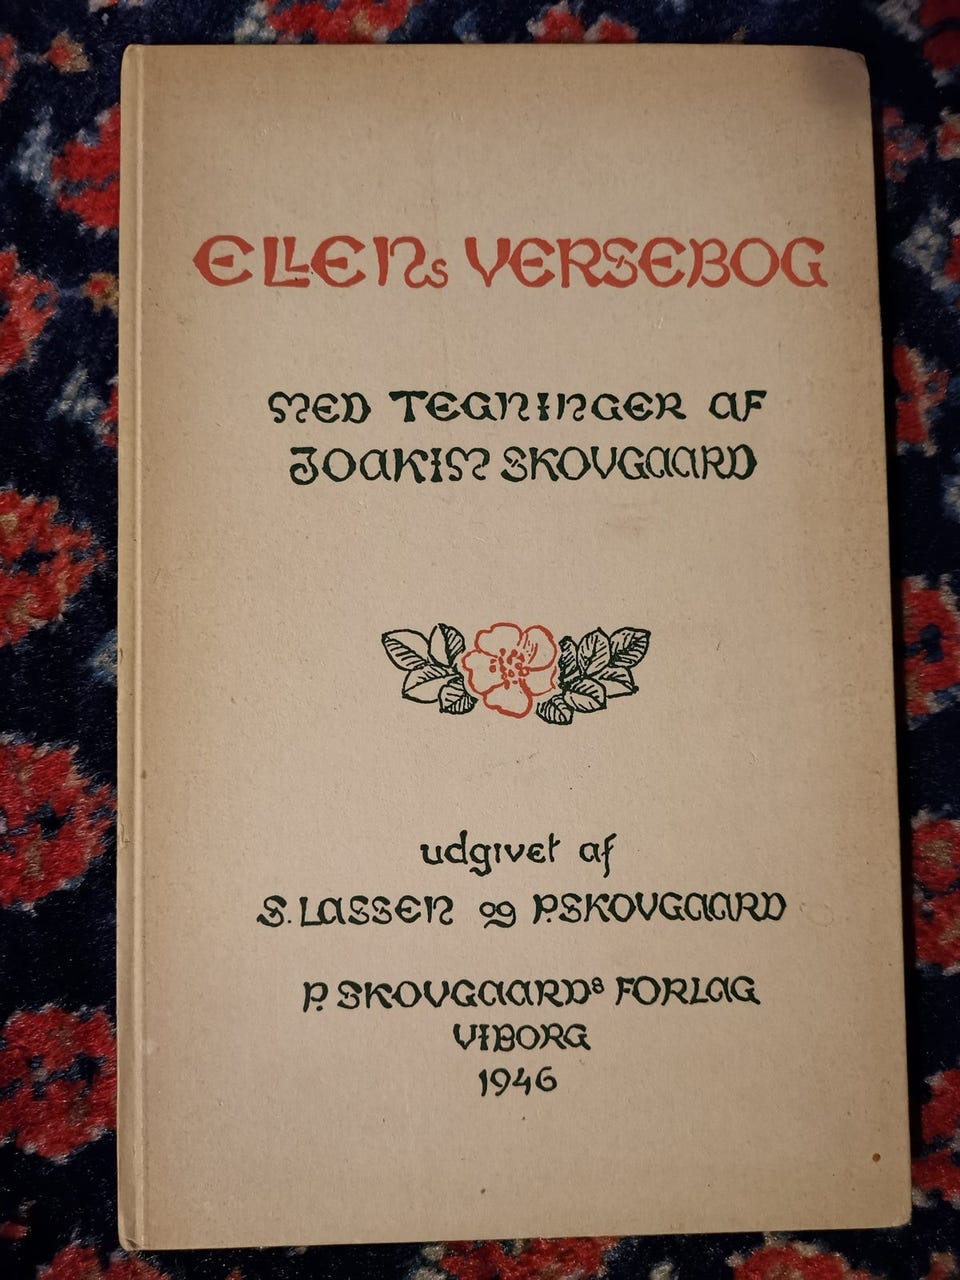 ELLENs VERSEBOG
MED TEGNINGER AF
JOAKIM SKOVGAARD
udgivet af
S. LASSEN og P. SKOVGAARD
P. SKOVGAARDs FORLAG
VIBORG
1946